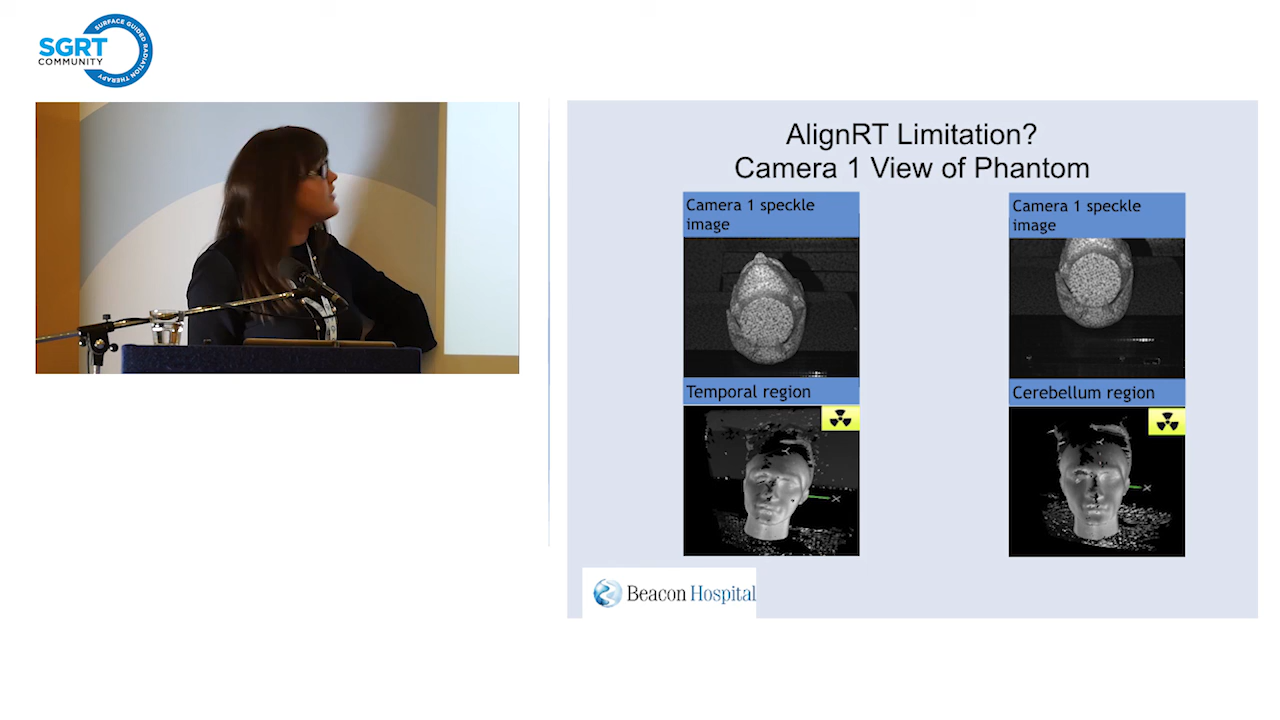 SURFACE GUIDED RADIATION THERAPY
SGRT
COMMUNITY
AlignRT Limitation?
Camera 1 View of Phantom
Camera 1 speckle
image
Camera 1 speckle
image
Temporal region
Cerebellum region
X
X
Beacon Hospital